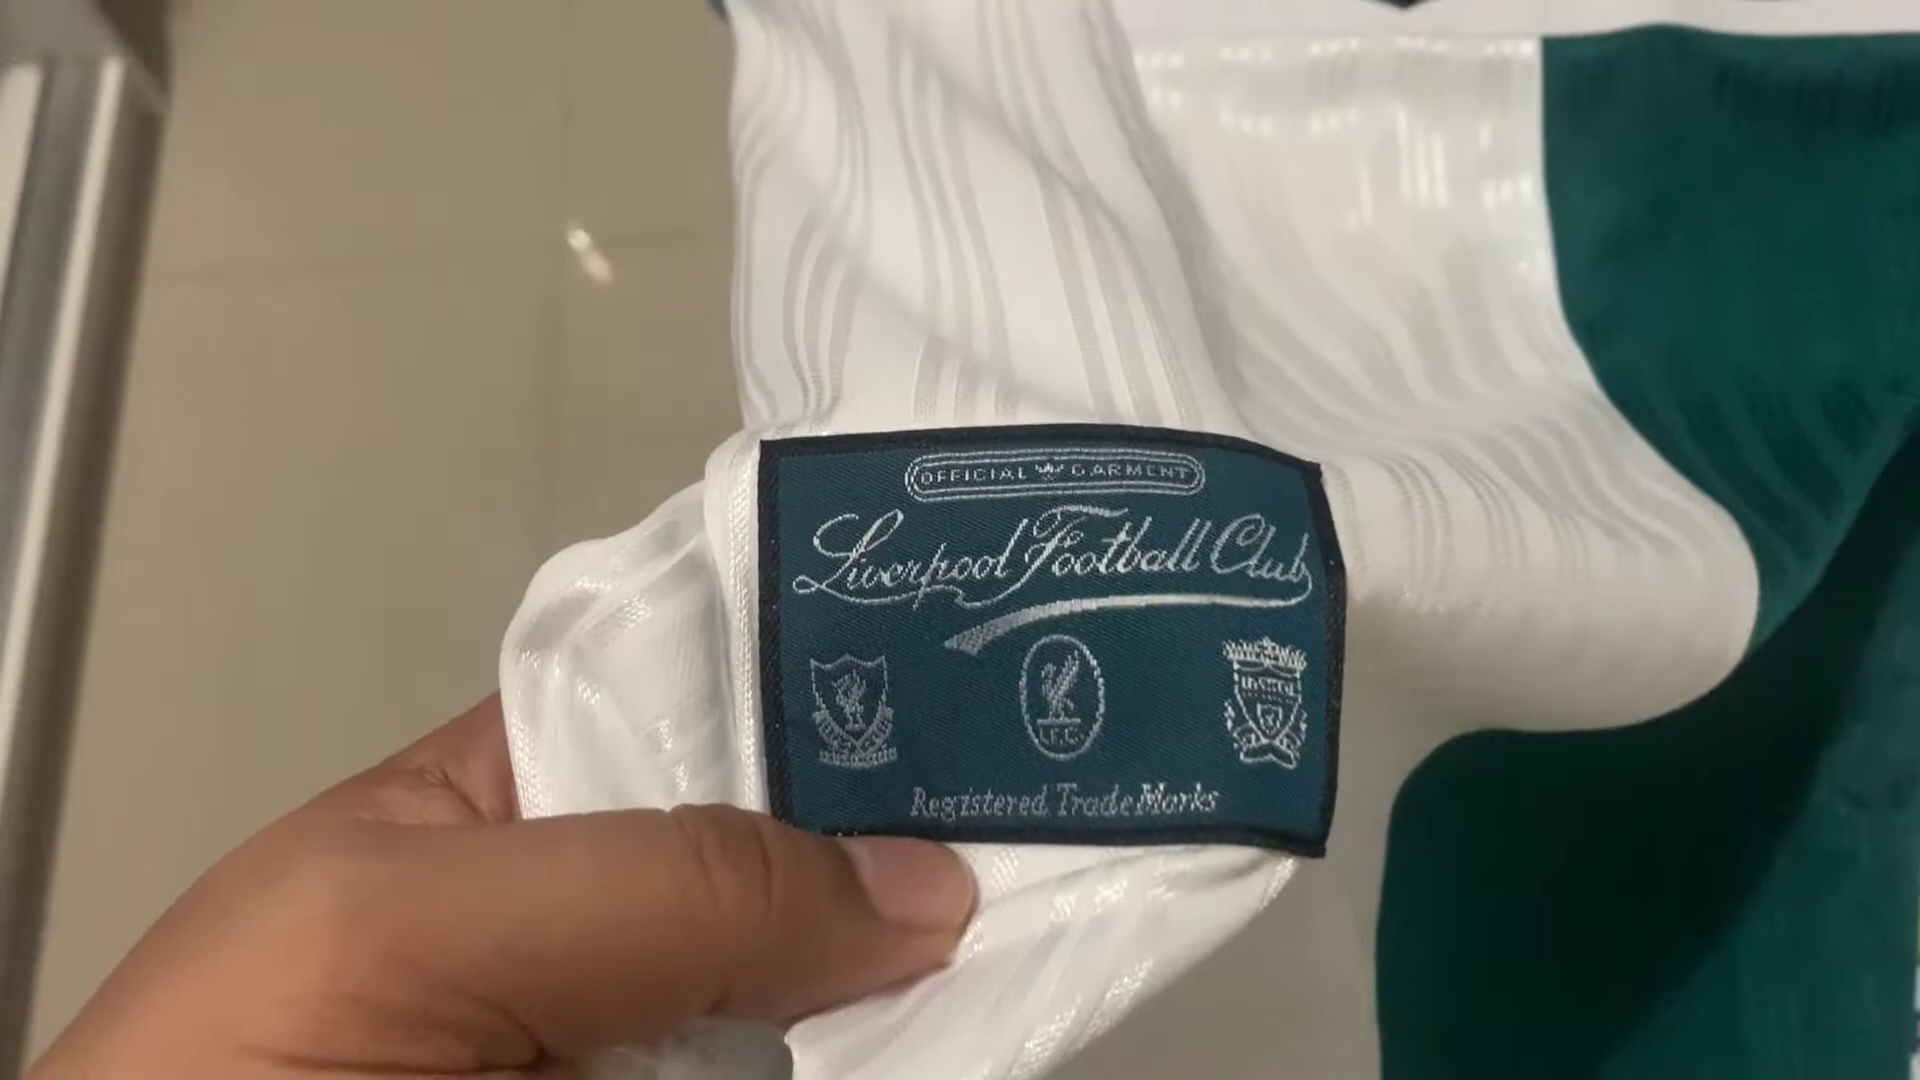 OFFICIAL GARMENT
Liverpool Football Club
L.F.C.
Registered Trade Marks